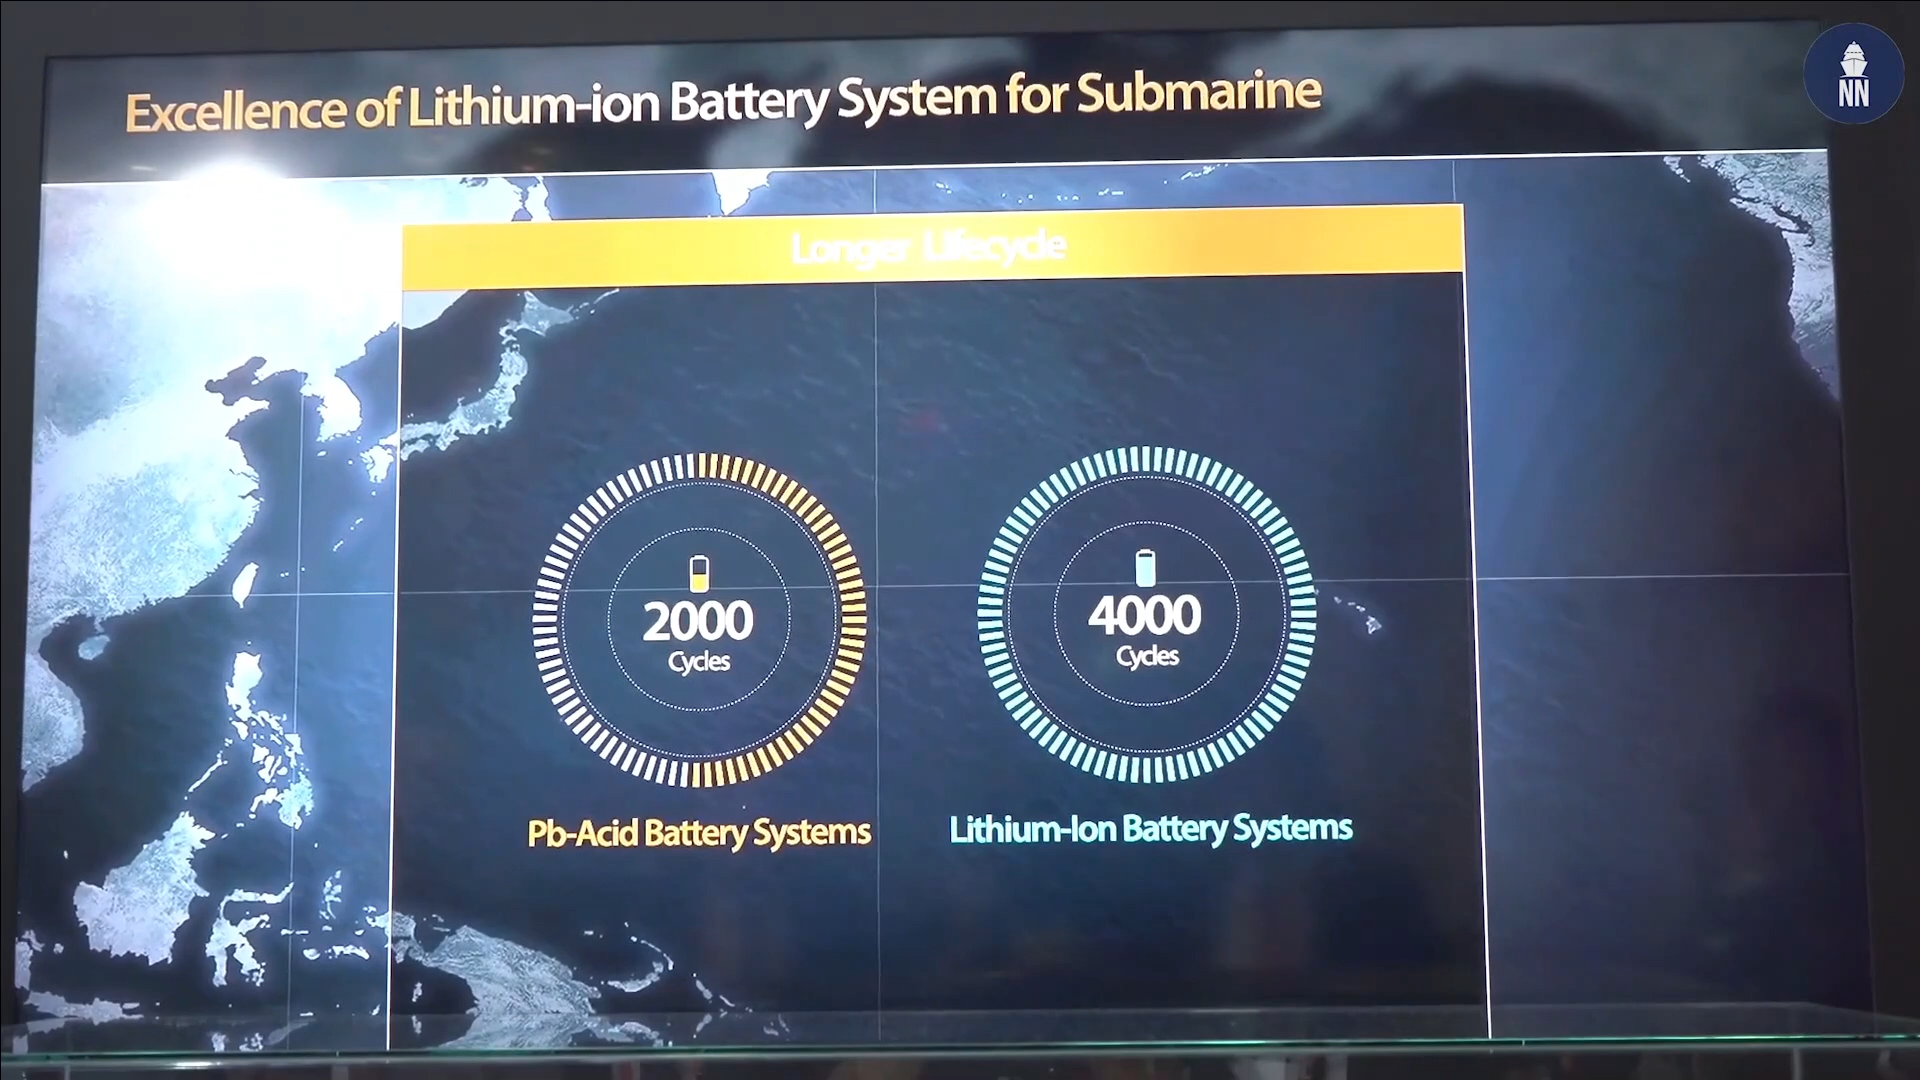 Excellence of Lithium-ion Battery System for Submarine
NN
Longer Lifecycle
2000
Cycles
4000
Cycles
Pb-Acid Battery Systems
Lithium-Ion Battery Systems